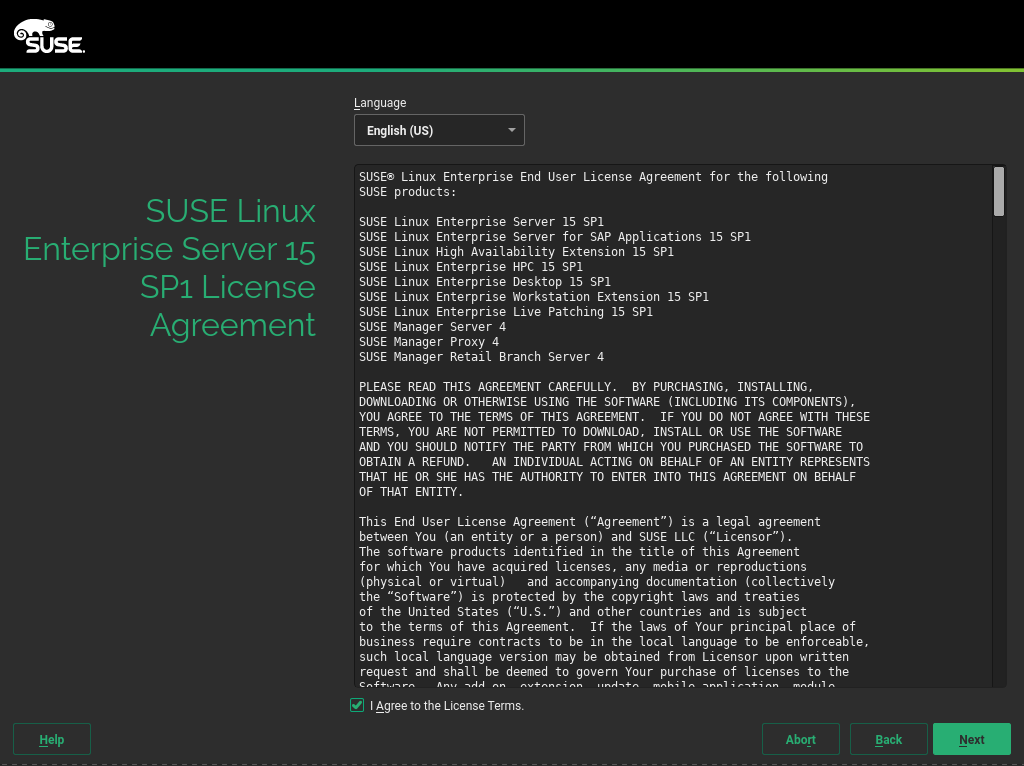 SUSE.
Language
English (US)
SUSE Linux
Enterprise Server 15
SP1 License
Agreement
SUSE® Linux Enterprise End User License Agreement for the following
SUSE products:
SUSE Linux Enterprise Server 15 SP1
SUSE Linux Enterprise Server for SAP Applications 15 SP1
SUSE Linux High Availability Extension 15 SP1
SUSE Linux Enterprise HPC 15 SP1
SUSE Linux Enterprise Desktop 15 SP1
SUSE Linux Enterprise Workstation Extension 15 SP1
SUSE Linux Enterprise Live Patching 15 SP1
SUSE Manager Server 4
SUSE Manager Proxy 4
SUSE Manager Retail Branch Server 4
PLEASE READ THIS AGREEMENT CAREFULLY.  BY PURCHASING, INSTALLING,
DOWNLOADING OR OTHERWISE USING THE SOFTWARE (INCLUDING ITS COMPONENTS),
YOU AGREE TO THE TERMS OF THIS AGREEMENT.  IF YOU DO NOT AGREE WITH THESE
TERMS, YOU ARE NOT PERMITTED TO DOWNLOAD, INSTALL OR USE THE SOFTWARE
AND YOU SHOULD NOTIFY THE PARTY FROM WHICH YOU PURCHASED THE SOFTWARE TO
OBTAIN A REFUND.   AN INDIVIDUAL ACTING ON BEHALF OF AN ENTITY REPRESENTS
THAT HE OR SHE HAS THE AUTHORITY TO ENTER INTO THIS AGREEMENT ON BEHALF
OF THAT ENTITY.
This End User License Agreement (“Agreement”) is a legal agreement
between You (an entity or a person) and SUSE LLC (“Licensor”).
The software products identified in the title of this Agreement
for which You have acquired licenses, any media or reproductions
(physical or virtual)   and accompanying documentation (collectively
the “Software”) is protected by the copyright laws and treaties
of the United States (“U.S.”) and other countries and is subject
to the terms of this Agreement.  If the laws of Your principal place of
business require contracts to be in the local language to be enforceable,
such local language version may be obtained from Licensor upon written
request and shall be deemed to govern Your purchase of licenses to the
Software.  Any add-on, extension, update, mobile application, module,
I Agree to the License Terms.
Help
Abort
Back
Next